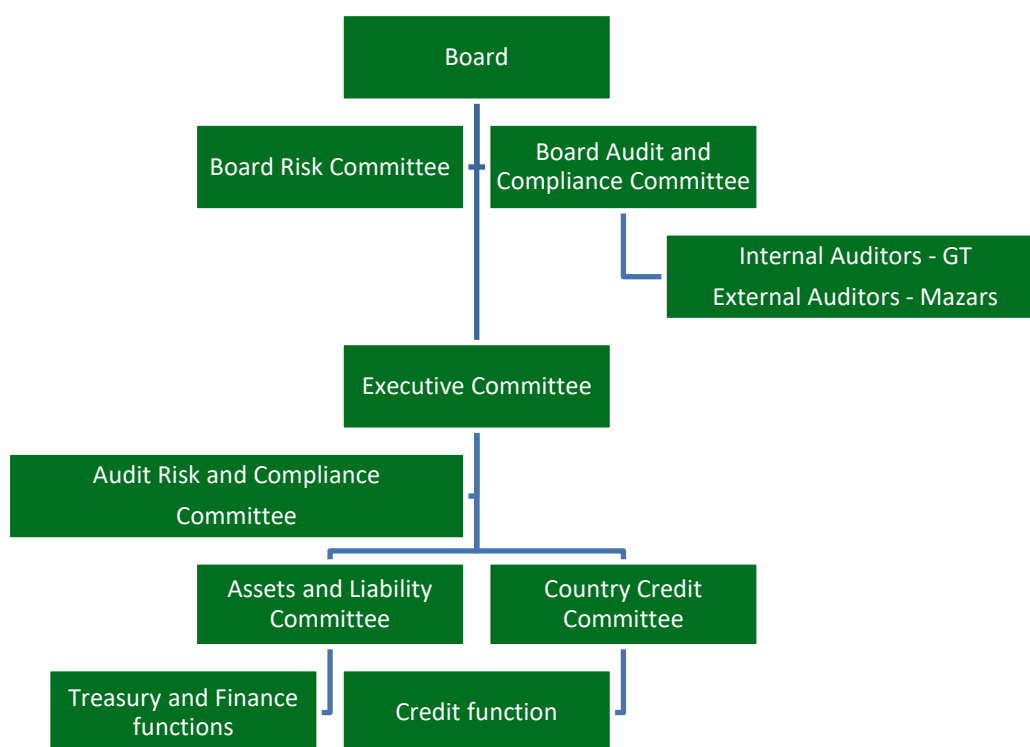 Board
Board Risk Committee
Board Audit and
Compliance Committee
Internal Auditors - GT
External Auditors - Mazars
Executive Committee
Audit Risk and Compliance
Committee
Assets and Liability
Committee
Country Credit
Committee
Treasury and Finance
functions
Credit function